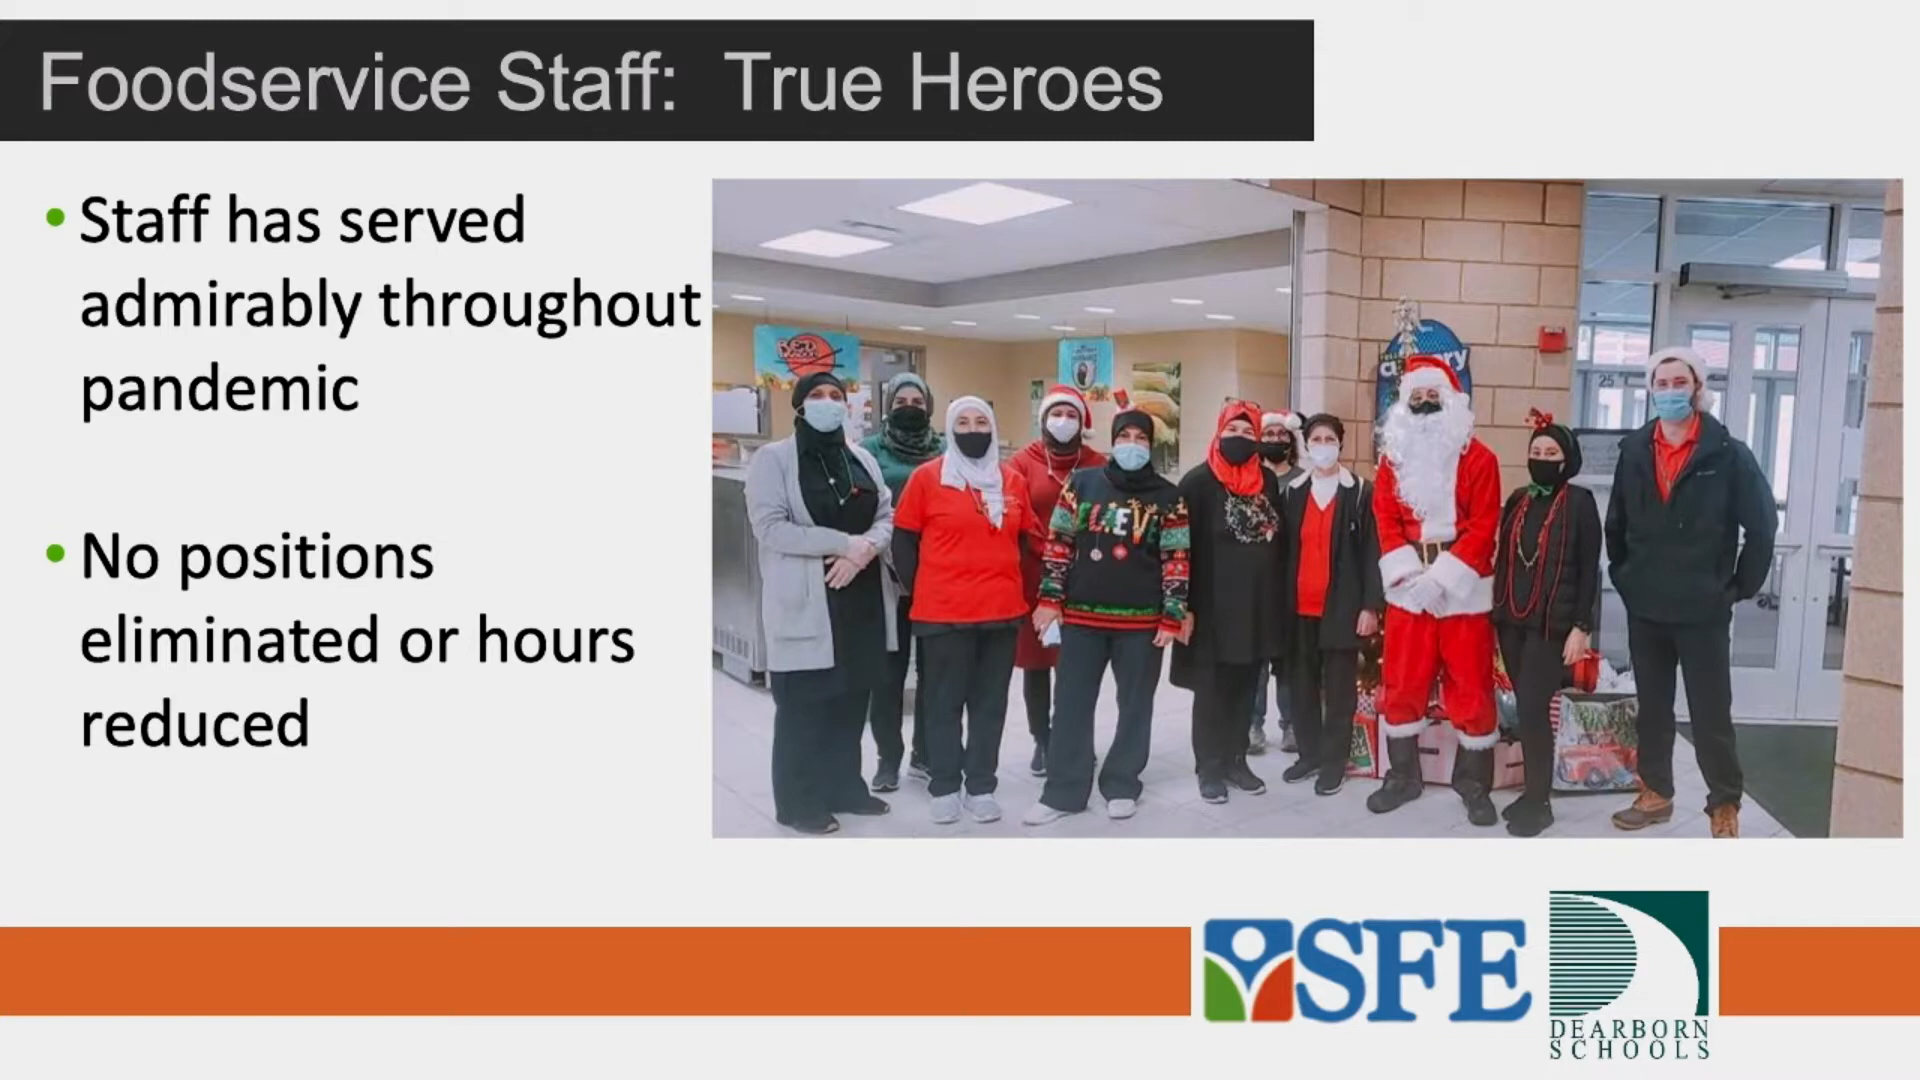 Foodservice Staff: True Heroes
• Staff has served
admirably throughout
pandemic
• No positions
eliminated or hours
reduced
25
SFE
DEARBORN
SCHOOLS